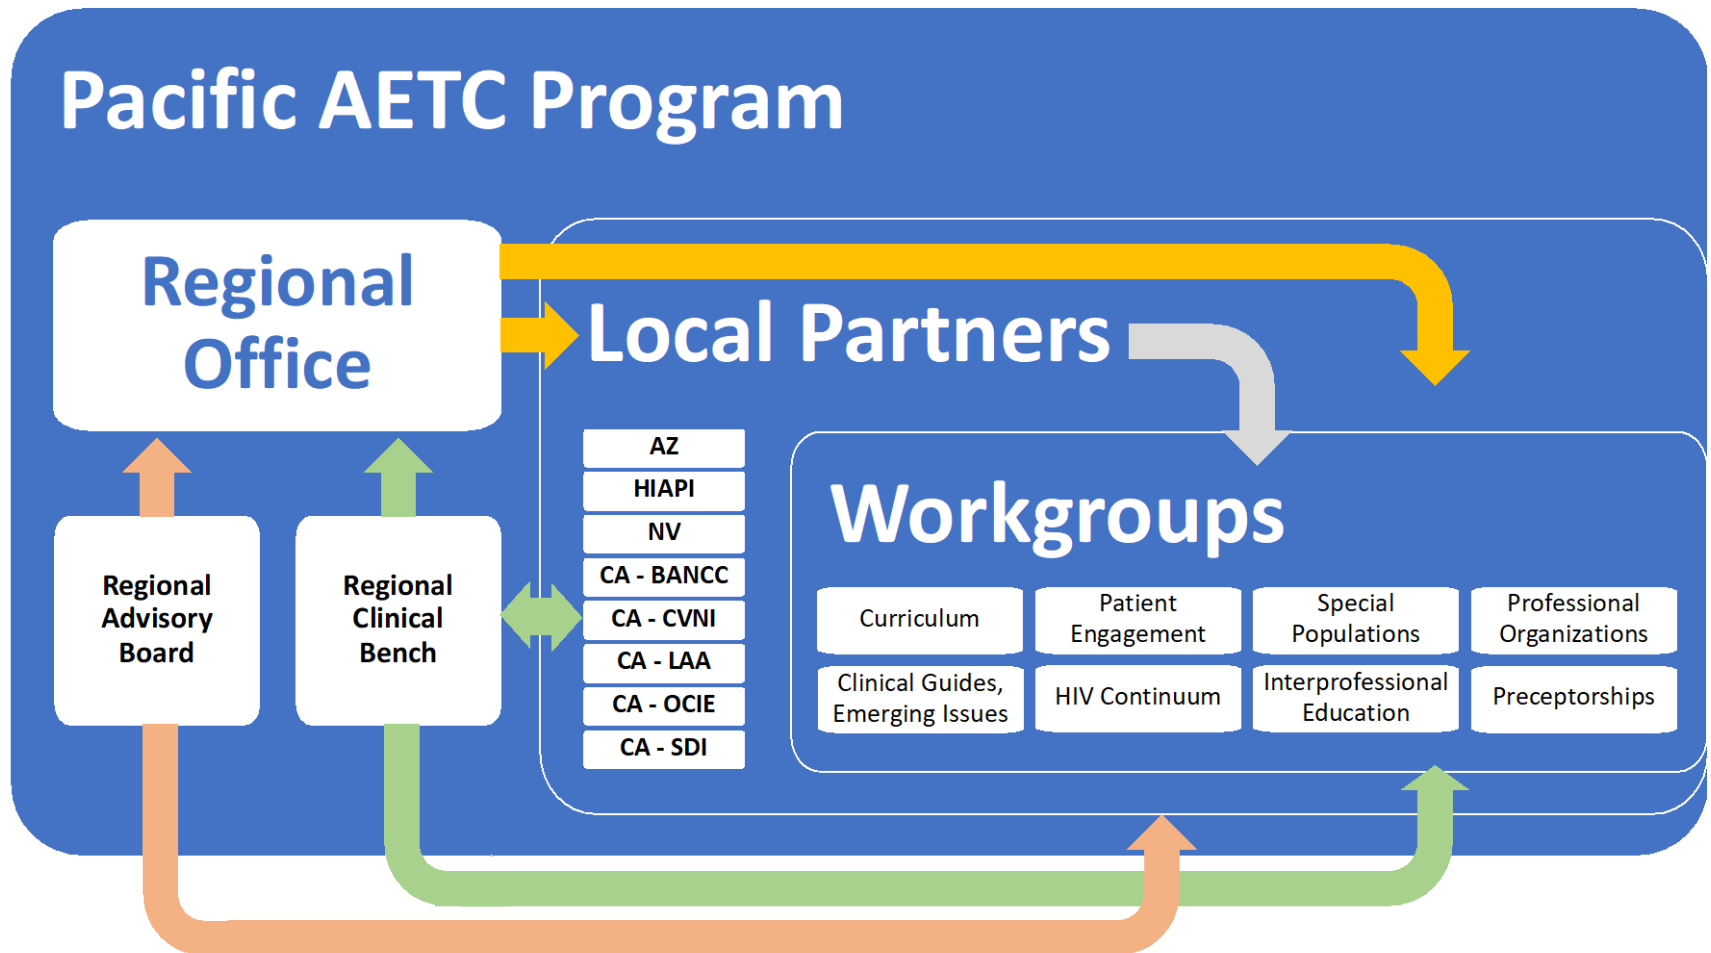 Pacific AETC Program
Regional
Office
Local Partners
Regional
Advisory
Board
Regional
Clinical
Bench
AZ
HIAPI
NV
CA - BANCC
CA - CVNI
CA - LAA
CA - OCIE
CA - SDI
Workgroups
Curriculum
Patient
Engagement
Special
Populations
Professional
Organizations
Clinical Guides,
Emerging Issues
HIV Continuum
Interprofessional
Education
Preceptorships